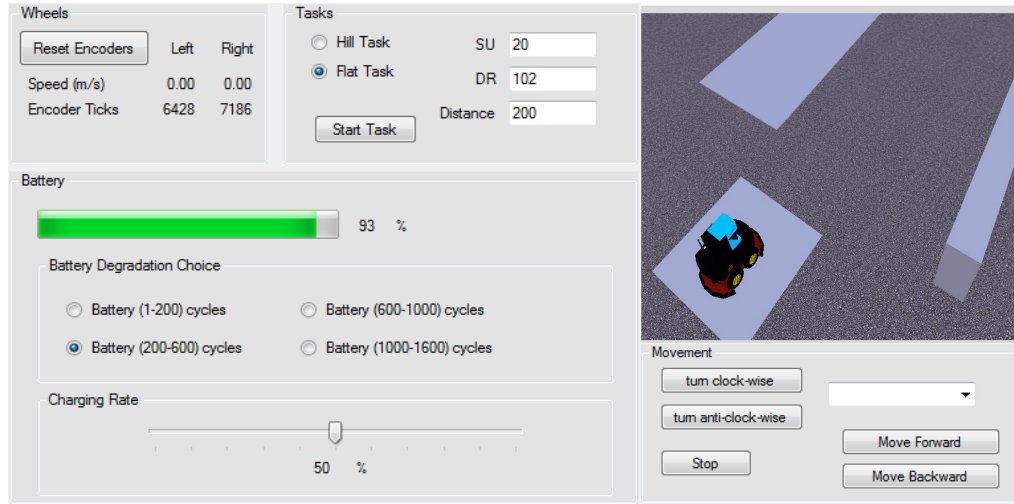 Wheels
Reset Encoders Left Right
Speed (m/s) 0.00 0.00
Encoder Ticks 6428 7186
Tasks
Hill Task SU 20
Flat Task DR 102
Distance 200
Start Task
Battery
93 %
Battery Degradation Choice
Battery (1-200) cycles Battery (600-1000) cycles
Battery (200-600) cycles Battery (1000-1600) cycles
Charging Rate
50 %
Movement
turn clock-wise
turn anti-clock-wise
Stop
Move Forward
Move Backward